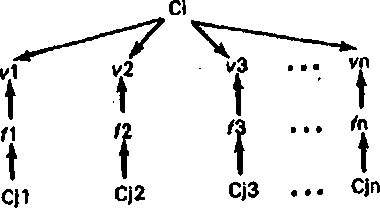 Ci
v1 v2 v3 ... vn
f1 f2 f3 ... fn
Cj1 Cj2 Cj3 ... Cjn